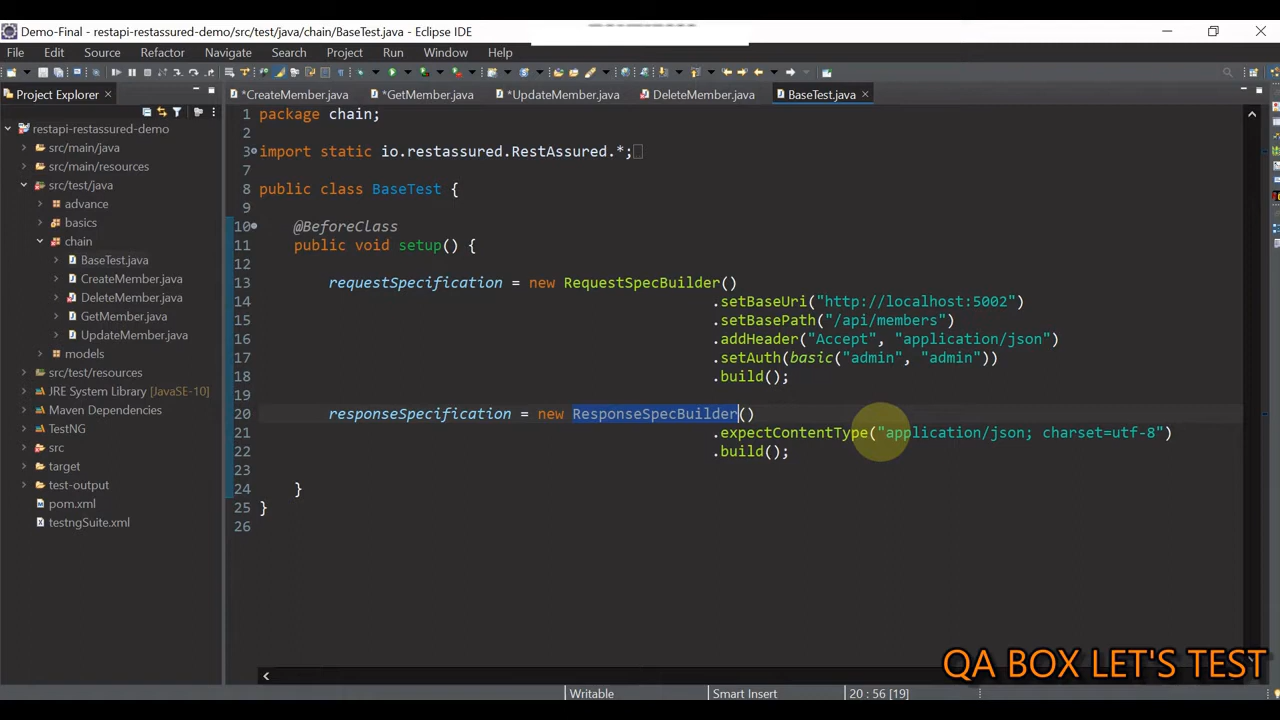 Demo-Final - restapi-restassured-demo/src/test/java/chain/BaseTest.java - Eclipse IDE
File Edit Source Refactor Navigate Search Project Run Window Help
Project Explorer
*CreateMember.java *GetMember.java *UpdateMember.java DeleteMember.java BaseTest.java
restapi-restassured-demo
src/main/java
src/main/resources
src/test/java
advance
basics
chain
BaseTest.java
CreateMember.java
DeleteMember.java
GetMember.java
UpdateMember.java
models
src/test/resources
JRE System Library [JavaSE-10]
Maven Dependencies
TestNG
src
target
test-output
pom.xml
testngSuite.xml
1 package chain;
2
3 import static io.restassured.RestAssured.*;
7
8 public class BaseTest {
9
10 @BeforeClass
11 public void setup() {
12
13 requestSpecification = new RequestSpecBuilder()
14 .setBaseUri("http://localhost:5002")
15 .setBasePath("/api/members")
16 .addHeader("Accept", "application/json")
17 .setAuth(basic("admin", "admin"))
18 .build();
19
20 responseSpecification = new ResponseSpecBuilder()
21 .expectContentType("application/json; charset=utf-8")
22 .build();
23
24 }
25 }
26
QA BOX LET'S TEST
Writable Smart Insert 20 : 56 [19]